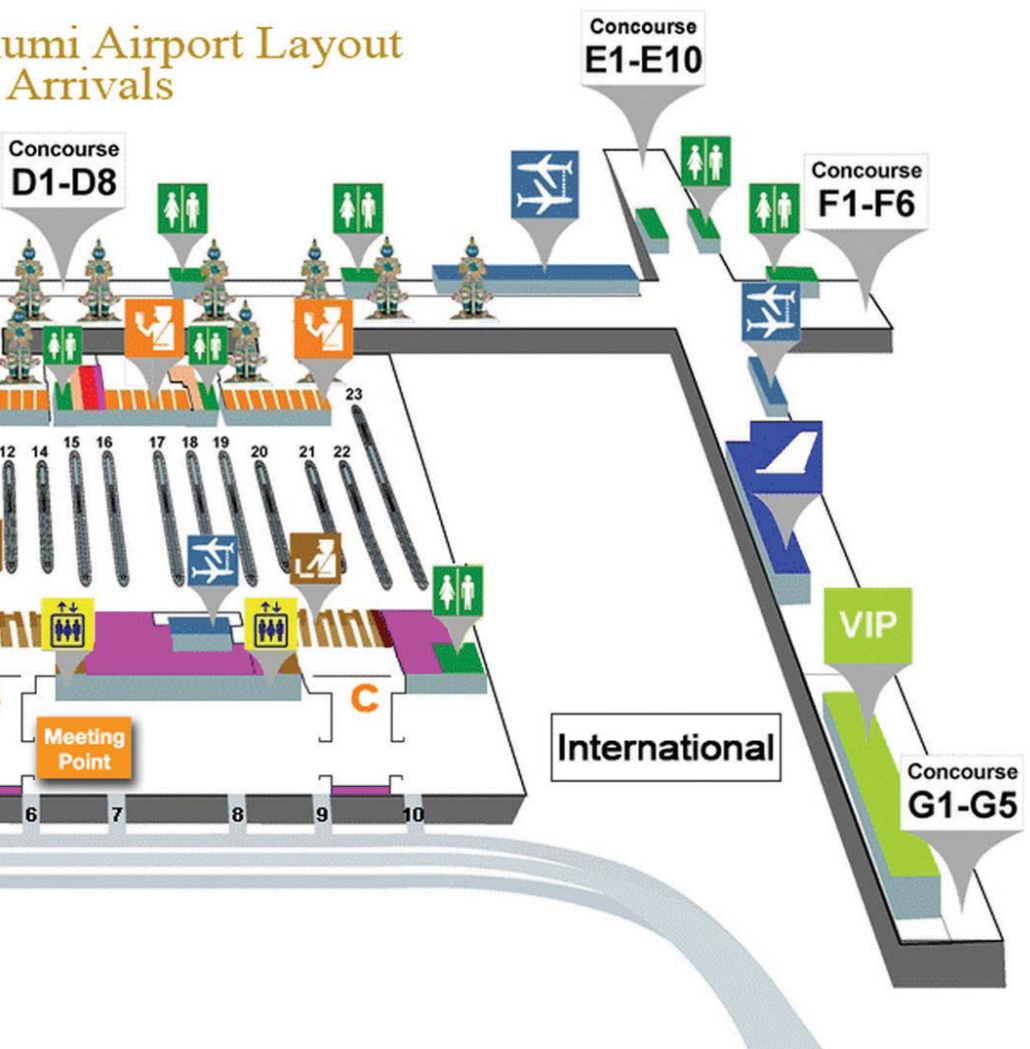 Airport Layout
Arrivals
Concourse
E1-E10
Concourse
D1-D8
Concourse
F1-F6
23
12
14
15
16
17
18
19
20
21
22
VIP
C
Meeting
Point
International
Concourse
G1-G5
6
7
8
9
10